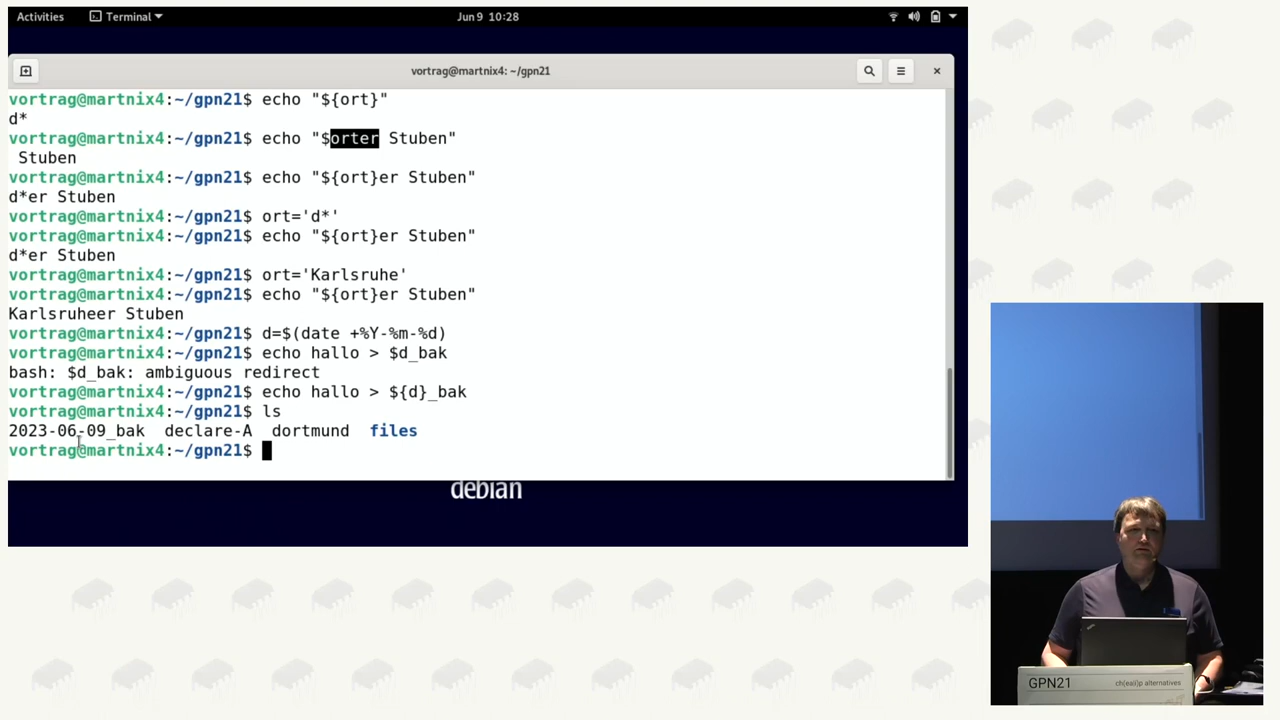 Activities Terminal Jun 9 10:28
vortrag@martnix4: ~/gpn21
vortrag@martnix4:~/gpn21$ echo "${ort}"
d*
vortrag@martnix4:~/gpn21$ echo "$orter Stuben"
 Stuben
vortrag@martnix4:~/gpn21$ echo "${ort}er Stuben"
d*er Stuben
vortrag@martnix4:~/gpn21$ ort='d*'
vortrag@martnix4:~/gpn21$ echo "${ort}er Stuben"
d*er Stuben
vortrag@martnix4:~/gpn21$ ort='Karlsruhe'
vortrag@martnix4:~/gpn21$ echo "${ort}er Stuben"
Karlsruheer Stuben
vortrag@martnix4:~/gpn21$ d=$(date +%Y-%m-%d)
vortrag@martnix4:~/gpn21$ echo hallo > $d_bak
bash: $d_bak: ambiguous redirect
vortrag@martnix4:~/gpn21$ echo hallo > ${d}_bak
vortrag@martnix4:~/gpn21$ ls
2023-06-09_bak declare-A dortmund files
vortrag@martnix4:~/gpn21$
debian
GPN21 ch(ea)ip alternatives